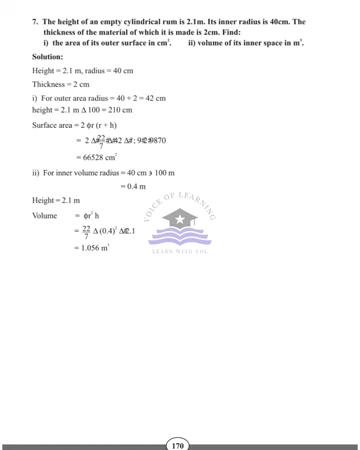 7. The height of an empty cylindrical rum is 2.1m. Its inner radius is 40cm. The
thickness of the material of which it is made is 2cm. Find:
i) the area of its outer surface in cm². ii) volume of its inner space in m³.
Solution:
Height = 2.1 m, radius = 40 cm
Thickness = 2 cm
i) For outer area radius = 40 + 2 = 42 cm
height = 2.1 m Δ 100 = 210 cm
Surface area = 2 ϕr (r + h)
= 2
= 66528 cm²
ii) For inner volume radius = 40 cm э 100 m
= 0.4 m
Height = 2.1 m
Volume = ϕr² h
= 22/7 Δ (0.4)² 2.1
= 1.056 m³
VOICE OF LEARNING
LEARN WITH YOU
170